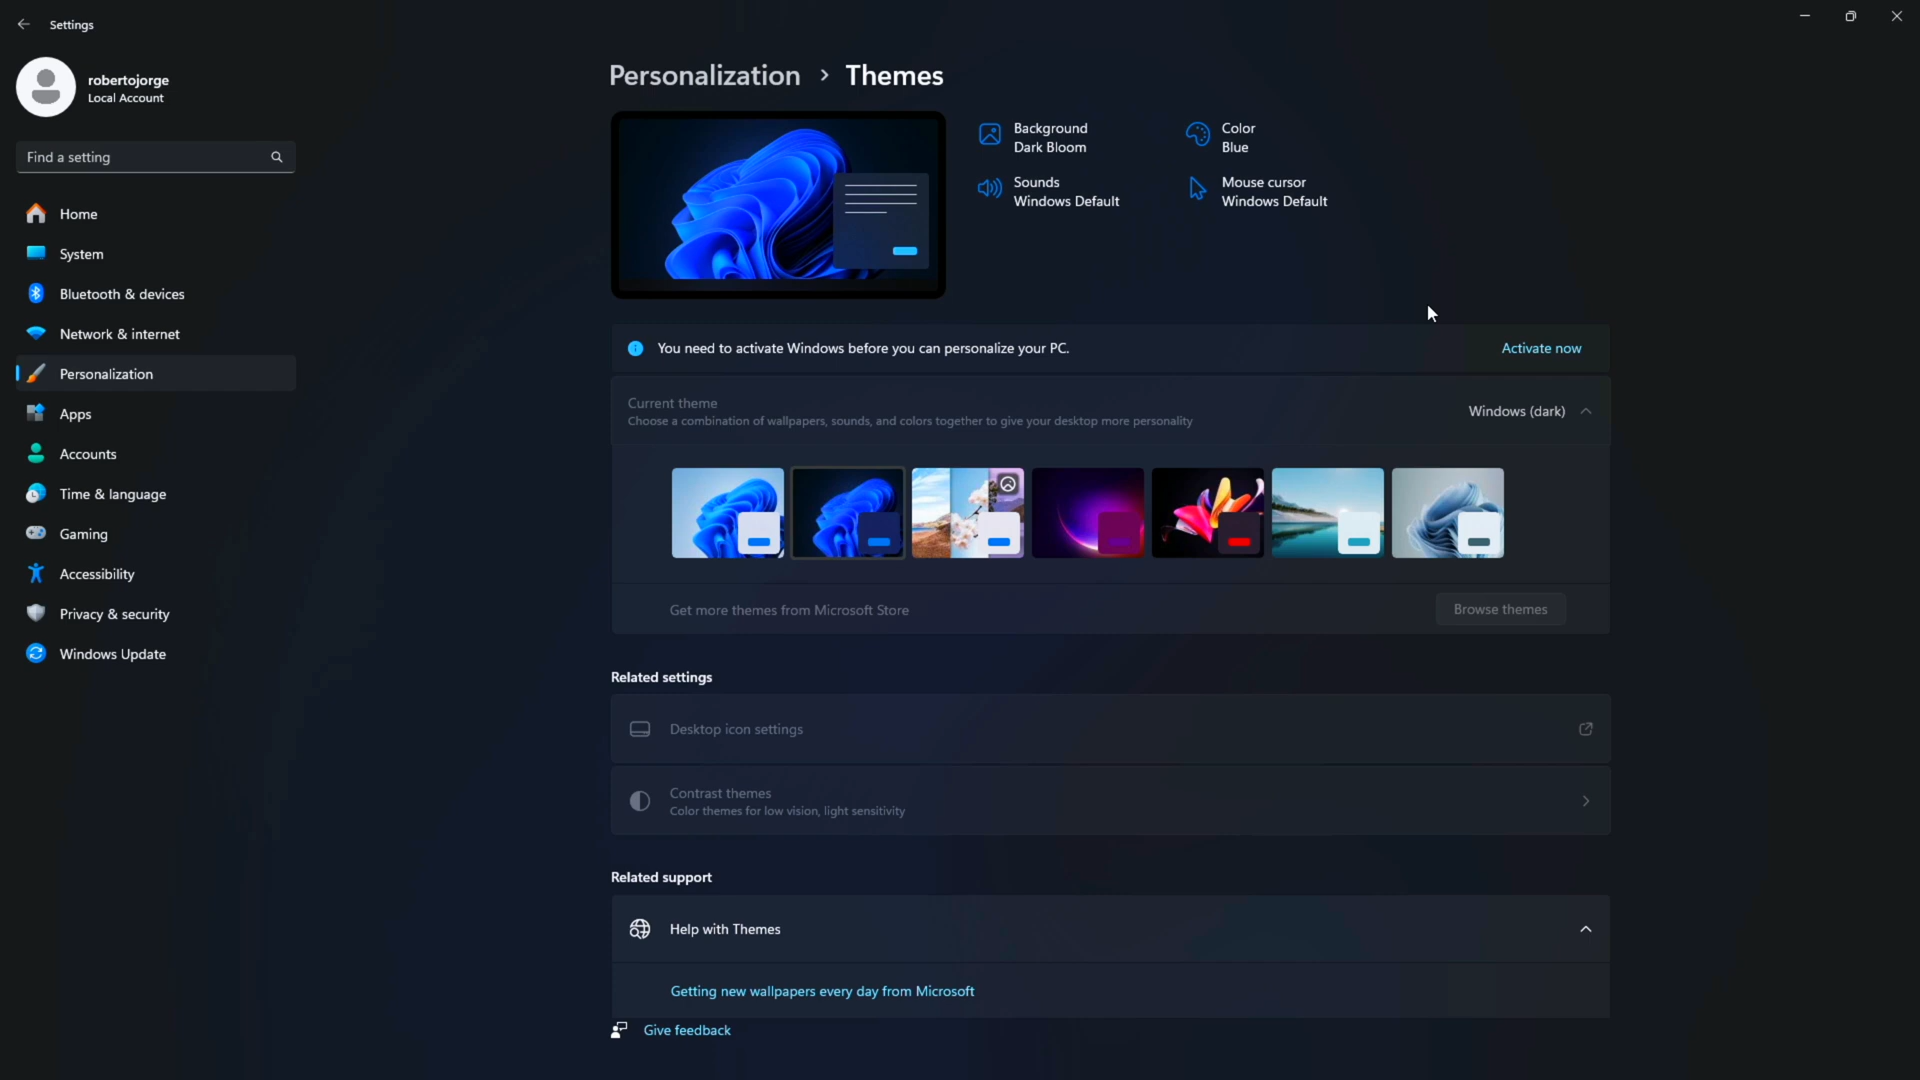 Settings
robertojorge
Local Account
Find a setting
Home
System
Bluetooth & devices
Network & internet
Personalization
Apps
Accounts
Time & language
Gaming
Accessibility
Privacy & security
Windows Update
Personalization > Themes
Background
Dark Bloom
Color
Blue
Sounds
Windows Default
Mouse cursor
Windows Default
You need to activate Windows before you can personalize your PC.
Activate now
Current theme
Choose a combination of wallpapers, sounds, and colors together to give your desktop more personality
Windows (dark)
Get more themes from Microsoft Store
Browse themes
Related settings
Desktop icon settings
Contrast themes
Color themes for low vision, light sensitivity
Related support
Help with Themes
Getting new wallpapers every day from Microsoft
Give feedback